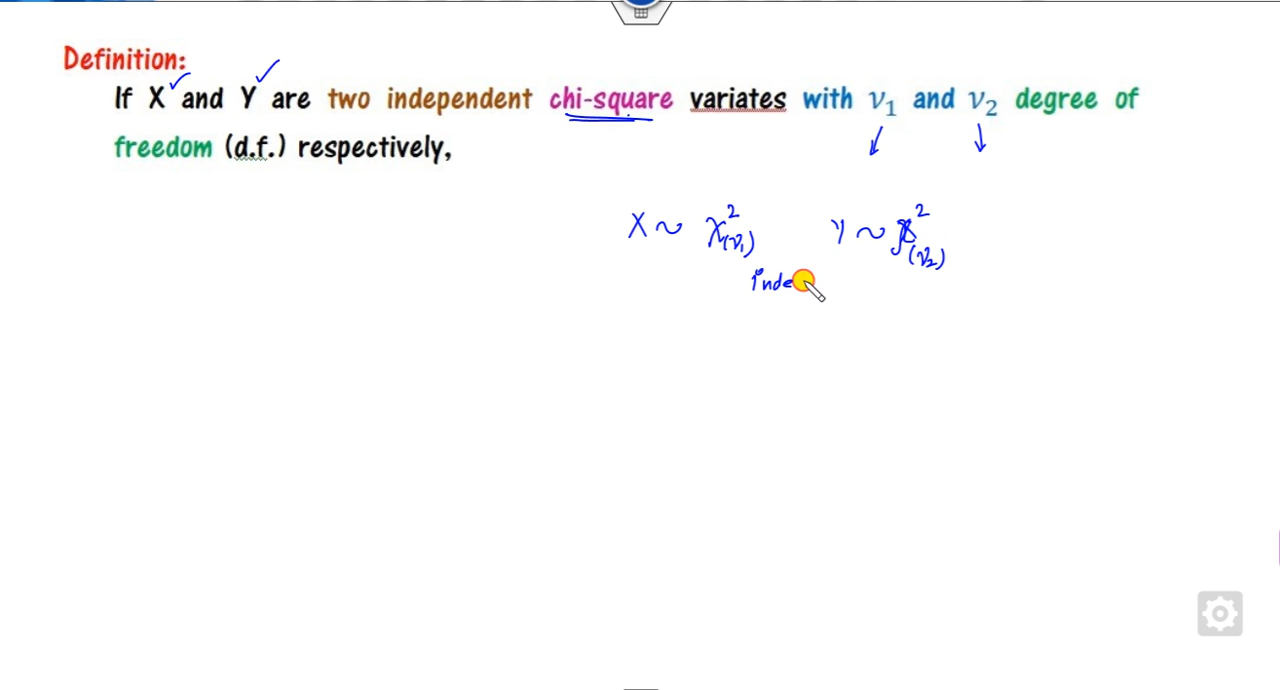 Definition:
If X and Y are two independent chi-square variates with ν₁ and ν₂ degree of
freedom (d.f.) respectively,
X ~ χ²(ν₁) Y ~ χ²(ν₂)
inde